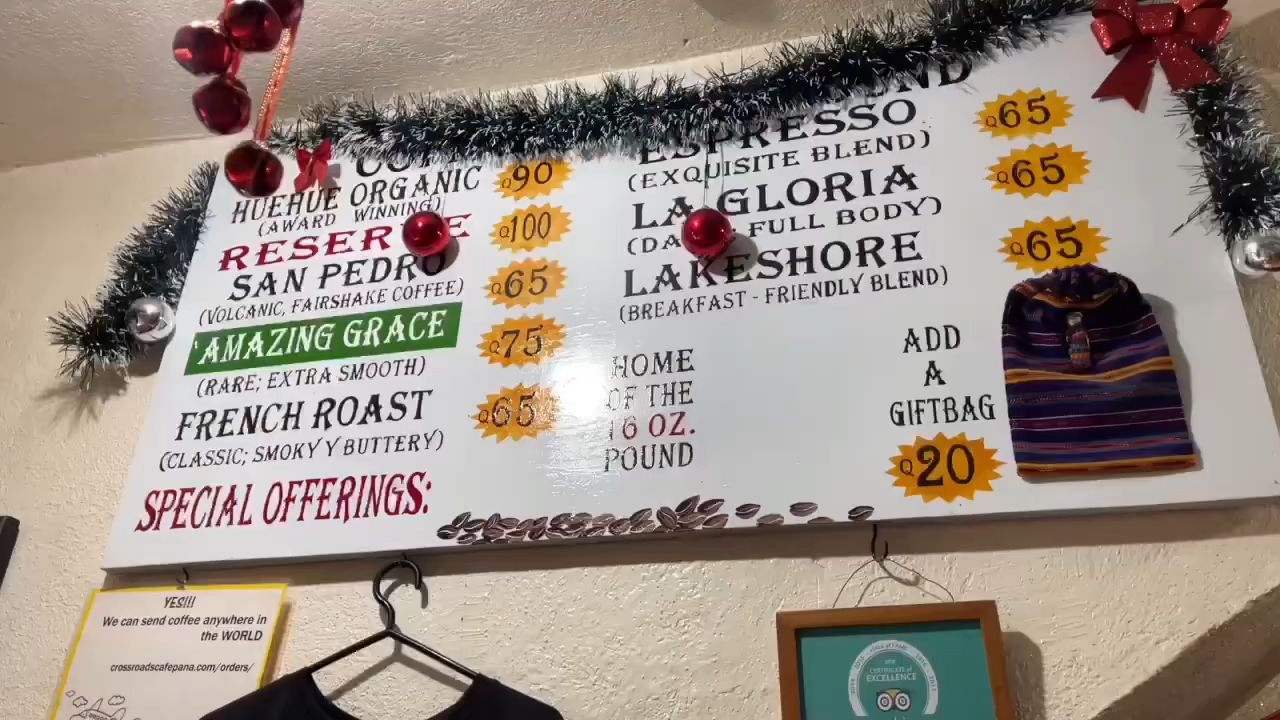 HUEHUE ORGANIC Q90
(AWARD WINNING)
RESERVE Q100
SAN PEDRO Q65
(VOLCANIC, FAIRSHAKE COFFEE)
AMAZING GRACE Q75
(RARE; EXTRA SMOOTH)
FRENCH ROAST Q65
(CLASSIC; SMOKY Y BUTTERY)
SPECIAL OFFERINGS:
ESPRESSO Q65
(EXQUISITE BLEND)
LA GLORIA Q65
FULL BODY)
LAKESHORE Q65
(BREAKFAST - FRIENDLY BLEND)
HOME
OF THE
16 OZ.
POUND
ADD
A
GIFTBAG
Q20
YES!!!
We can send coffee anywhere in
the WORLD
crossroadscafepana.com/orders/
CERTIFICATE of
EXCELLENCE